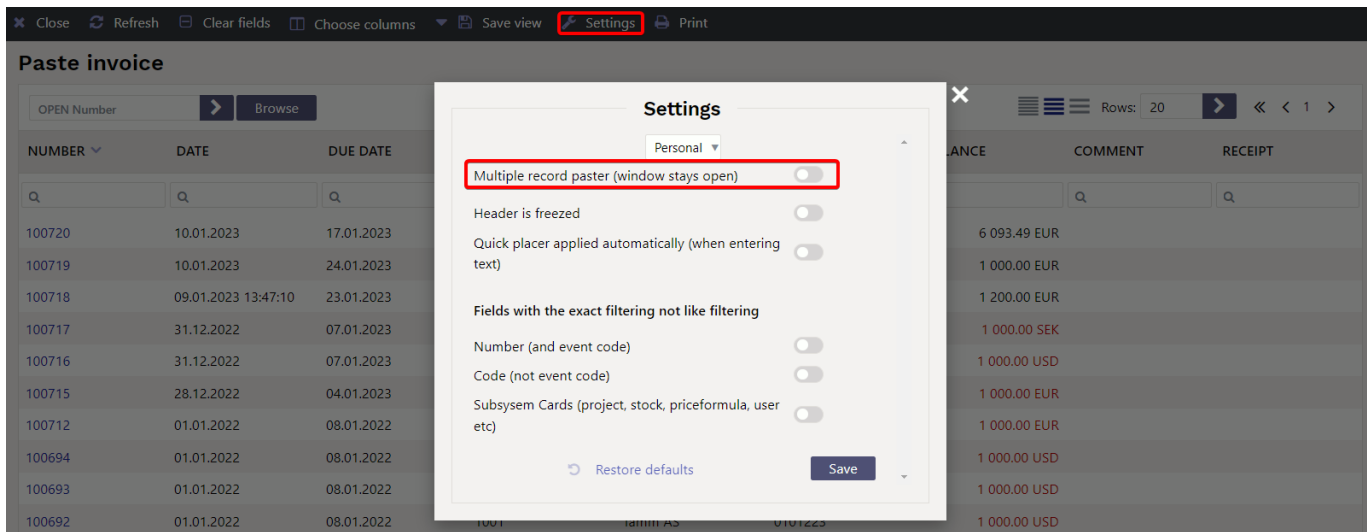 Close Refresh Clear fields Choose columns Save view Settings Print
Paste invoice
OPEN Number Browse Rows: 20 1
Settings
Personal
NUMBER DATE DUE DATE LANCE COMMENT RECEIPT
Multiple record paster (window stays open)
Header is freezed
Quick placer applied automatically (when entering
text)
Fields with the exact filtering not like filtering
Number (and event code)
Code (not event code)
Subsysem Cards (project, stock, priceformula, user
etc)
Restore defaults Save
100720 10.01.2023 17.01.2023 6 093.49 EUR
100719 10.01.2023 24.01.2023 1 000.00 EUR
100718 09.01.2023 13:47:10 23.01.2023 1 200.00 EUR
100717 31.12.2022 07.01.2023 1 000.00 SEK
100716 31.12.2022 07.01.2023 1 000.00 USD
100715 28.12.2022 04.01.2023 1 000.00 EUR
100712 01.01.2022 08.01.2022 1 000.00 EUR
100694 01.01.2022 08.01.2022 1 000.00 USD
100693 01.01.2022 08.01.2022 1 000.00 USD
100692 01.01.2022 08.01.2022 1001 Tamm AS 0101223 1 000.00 USD